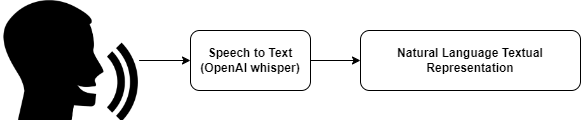 Speech to Text
(OpenAI whisper)
Natural Language Textual
Representation